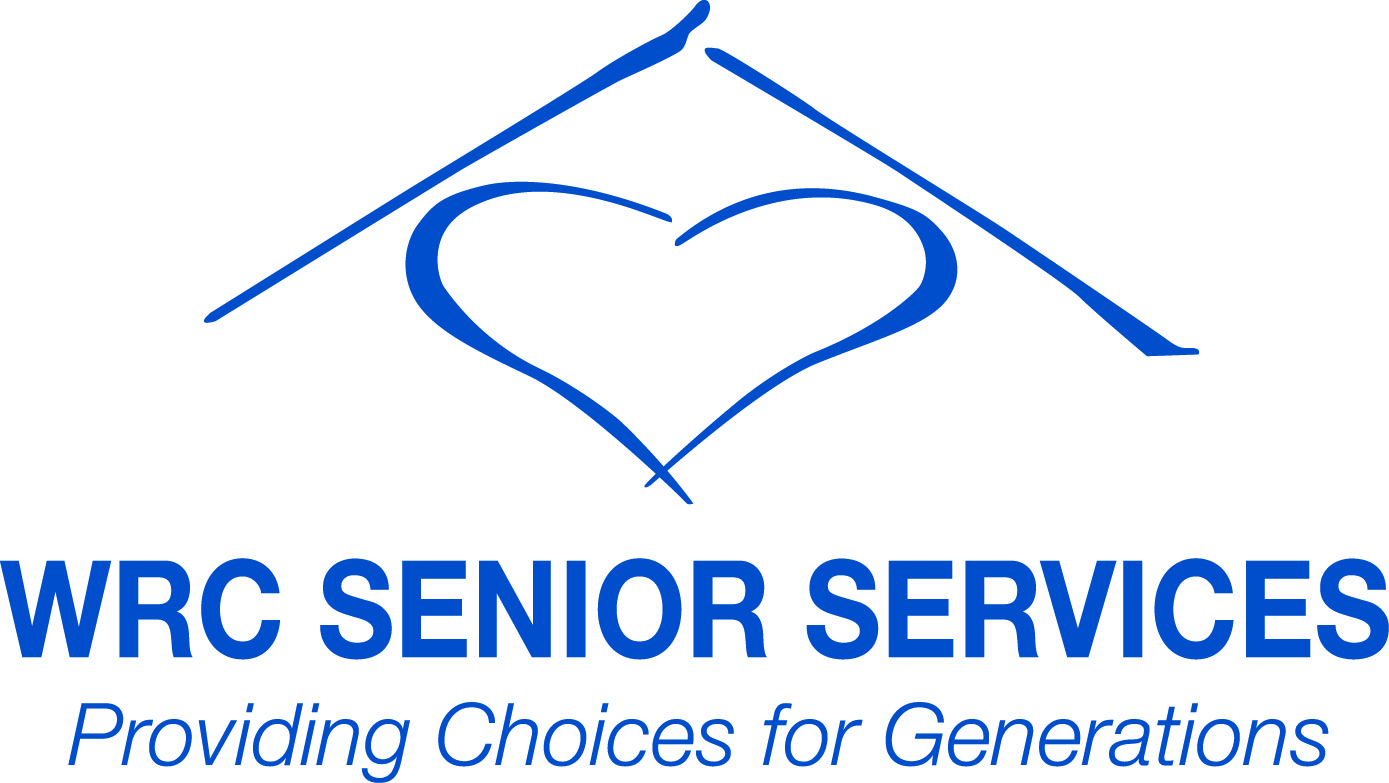 WRC SENIOR SERVICES
Providing Choices for Generations